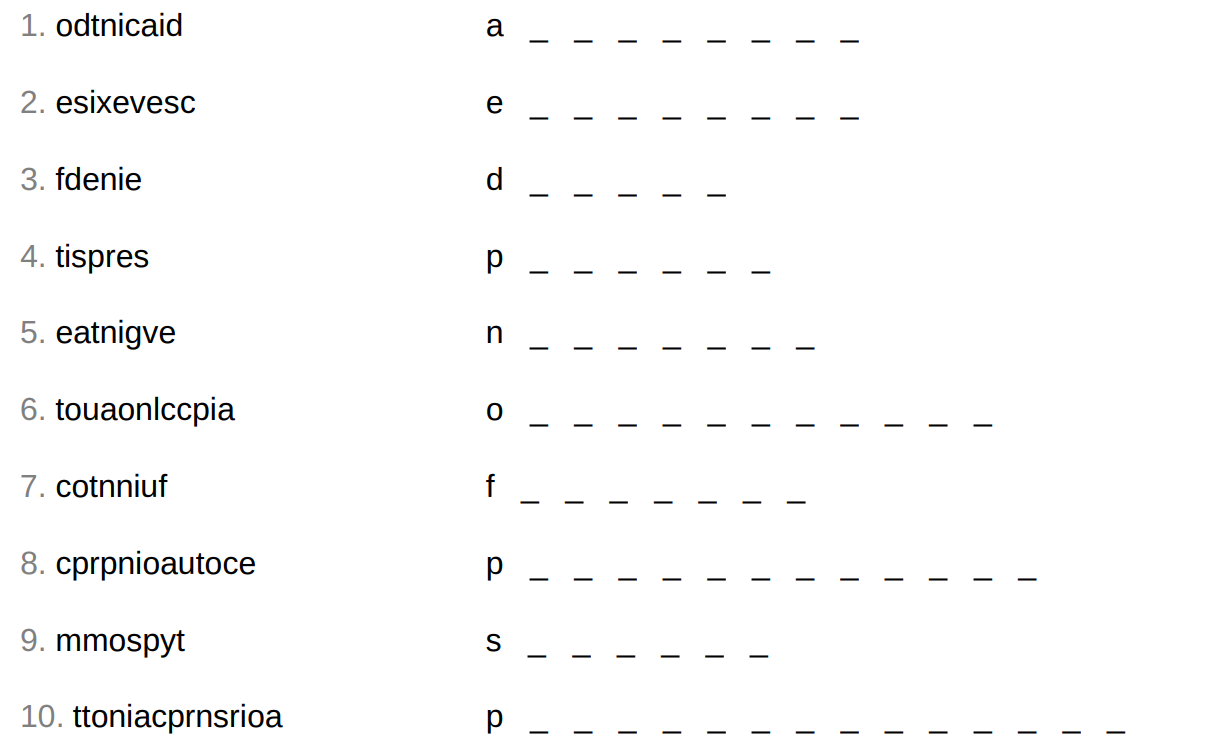 1. odtnicaid a _ _ _ _ _ _ _ _
2. esixevesc e _ _ _ _ _ _ _ _
3. fdenie d _ _ _ _ _
4. tispres p _ _ _ _ _ _
5. eatnigve n _ _ _ _ _ _ _
6. touaonlccpia o _ _ _ _ _ _ _ _ _ _ _
7. cotnniuf f _ _ _ _ _ _ _
8. cprpnioautoce p _ _ _ _ _ _ _ _ _ _ _ _
9. mmospyt s _ _ _ _ _ _
10. ttoniacprnsrioa p _ _ _ _ _ _ _ _ _ _ _ _ _ _